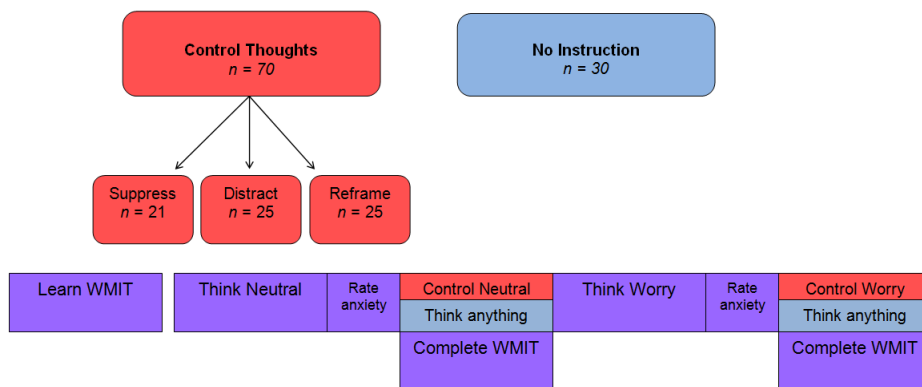 Control Thoughts
n = 70
No Instruction
n = 30
Suppress
n = 21
Distract
n = 25
Reframe
n = 25
Learn WMIT
Think Neutral
Rate
anxiety
Control Neutral
Think anything
Complete WMIT
Think Worry
Rate
anxiety
Control Worry
Think anything
Complete WMIT